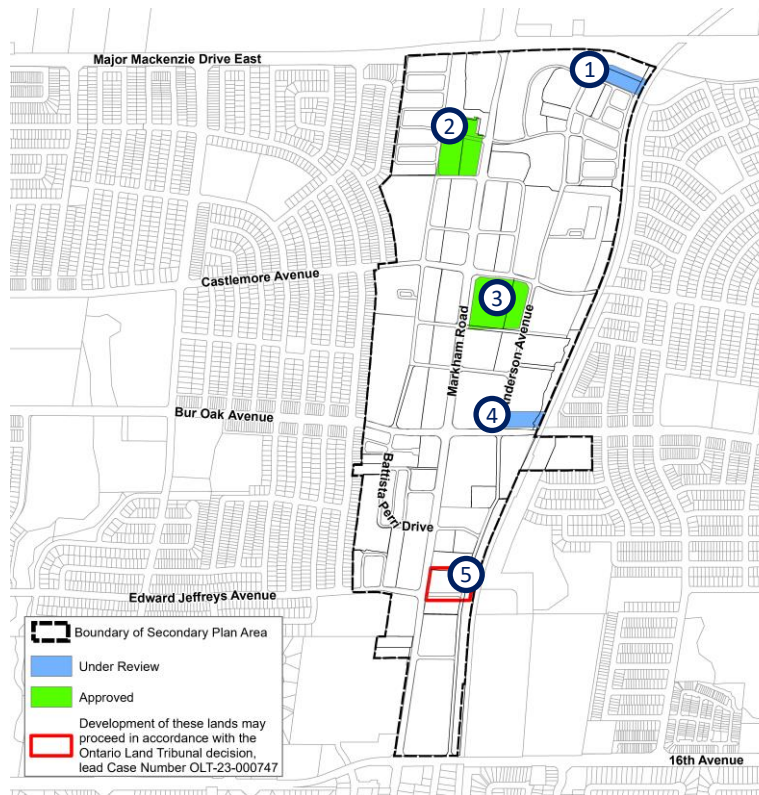 Major Mackenzie Drive East
1
2
Castlemore Avenue
3
Markham Road
Anderson Avenue
Bur Oak Avenue
4
Battista Perri Drive
5
Edward Jeffreys Avenue
Boundary of Secondary Plan Area
Under Review
Approved
Development of these lands may
proceed in accordance with the
Ontario Land Tribunal decision,
lead Case Number OLT-23-000747
16th Avenue